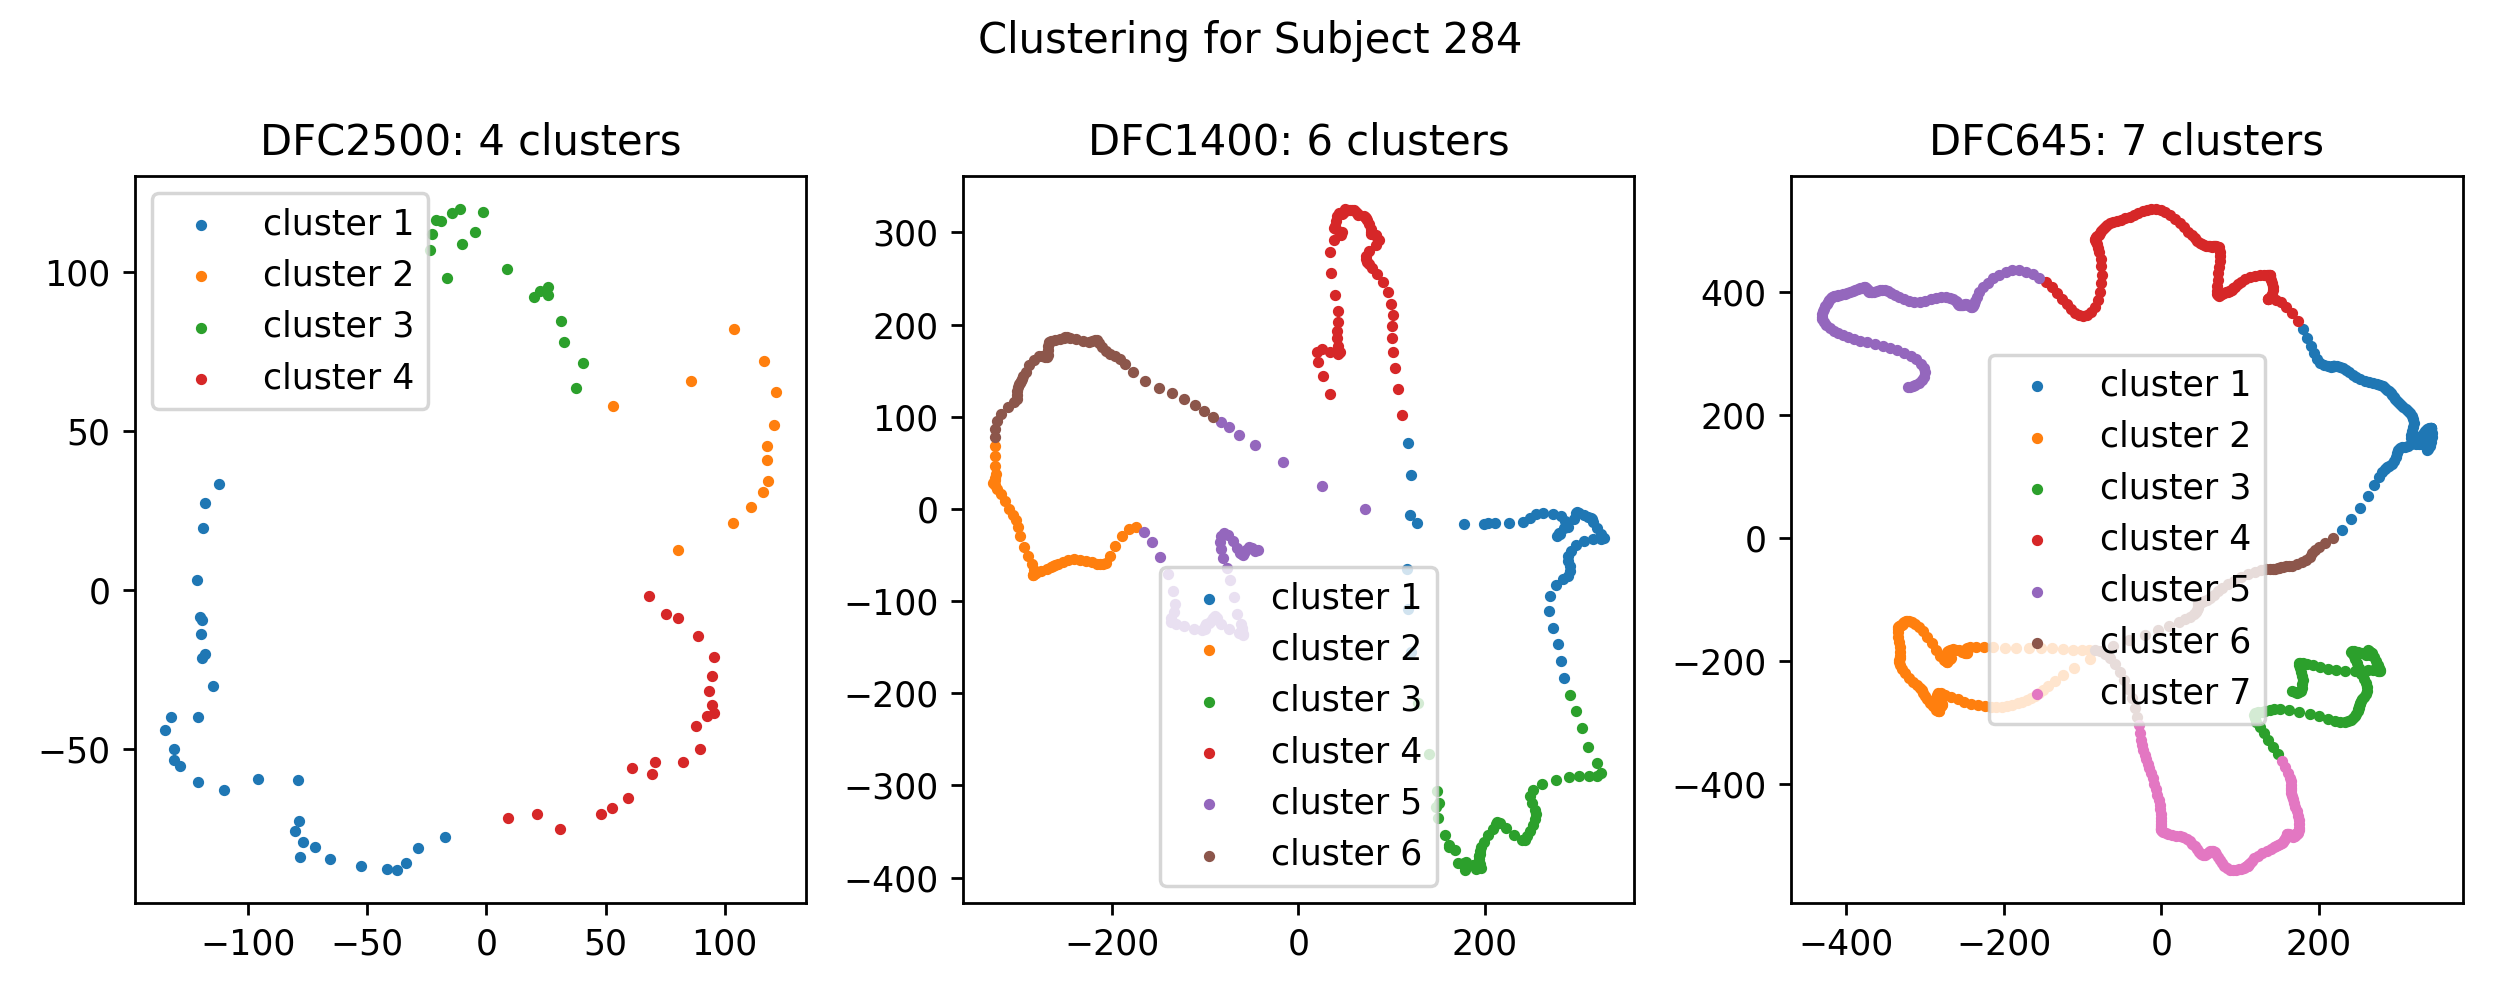 Clustering for Subject 284
DFC2500: 4 clusters
cluster 1
cluster 2
cluster 3
cluster 4
100
50
0
−50
−100
−50
0
50
100
DFC1400: 6 clusters
300
200
100
0
−100
−200
−300
−400
cluster 1
cluster 2
cluster 3
cluster 4
cluster 5
cluster 6
−200
0
200
DFC645: 7 clusters
400
200
0
−200
−400
cluster 1
cluster 2
cluster 3
cluster 4
cluster 5
cluster 6
cluster 7
−400
−200
0
200